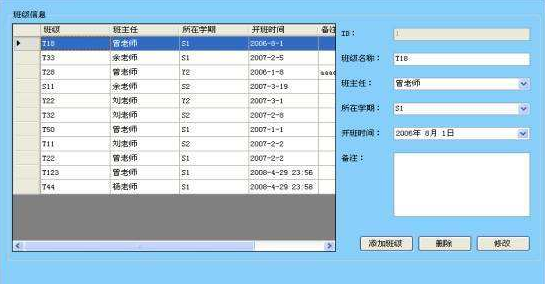 班级信息
班级 班主任 所在学期 开班时间 备注
T18 曾老师 S1 2006-8-1
T33 余老师 S1 2007-2-5
T28 曾老师 Y2 2006-1-8
S11 余老师 S2 2007-3-19
Y22 刘老师 Y2 2007-3-1
T32 刘老师 S2 2007-2-8
T50 曾老师 S1 2007-1-1
T11 刘老师 S2 2007-2-2
T22 曾老师 S1 2007-2-2
T123 曾老师 S1 2008-4-29 23:56
T44 杨老师 S1 2008-4-29 23:58
ID: 1
班级名称: T18
班主任: 曾老师
所在学期: S1
开班时间: 2006年 8月 1日
备注:
添加班级 删除 修改